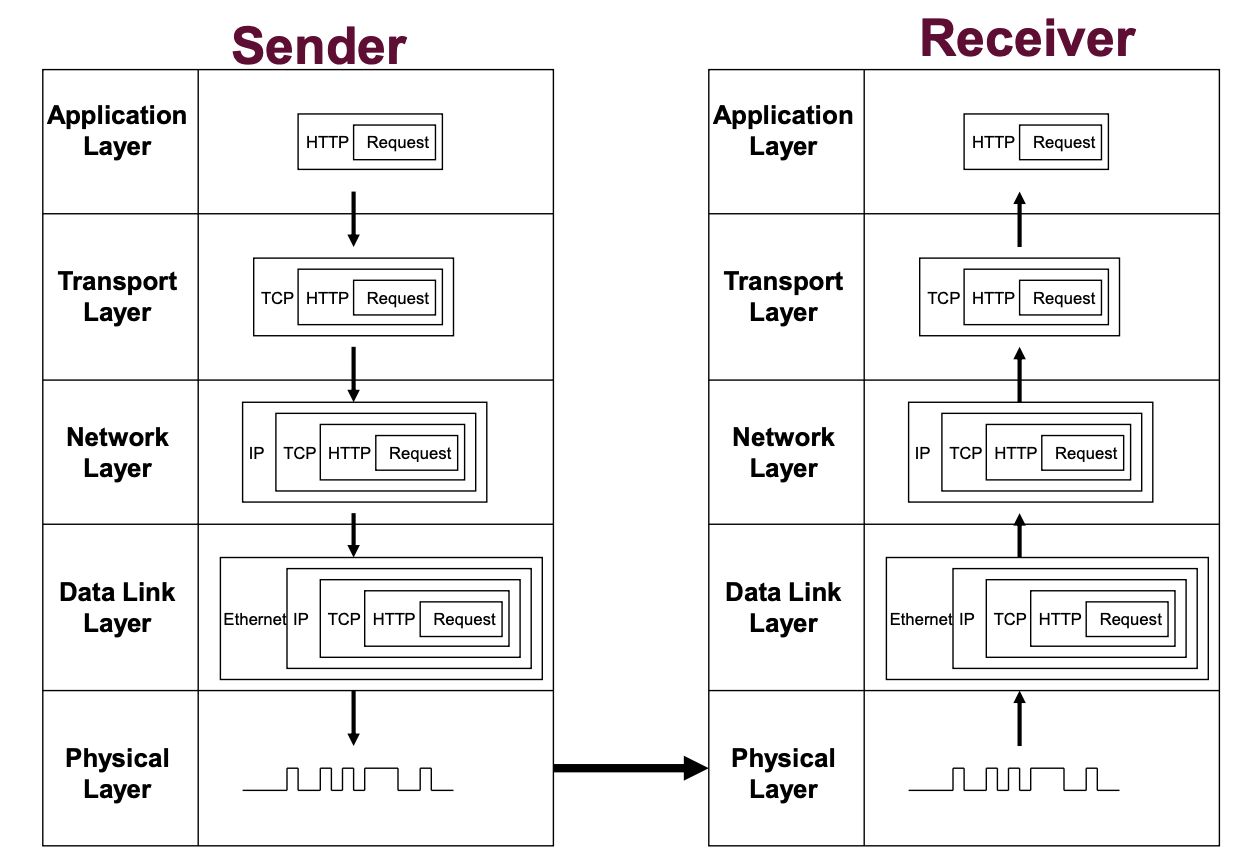 Sender
Application
Layer
HTTP Request
Transport
Layer
TCP HTTP Request
Network
Layer
IP TCP HTTP Request
Data Link
Layer
Ethernet IP TCP HTTP Request
Physical
Layer
Receiver
Application
Layer
HTTP Request
Transport
Layer
TCP HTTP Request
Network
Layer
IP TCP HTTP Request
Data Link
Layer
Ethernet IP TCP HTTP Request
Physical
Layer